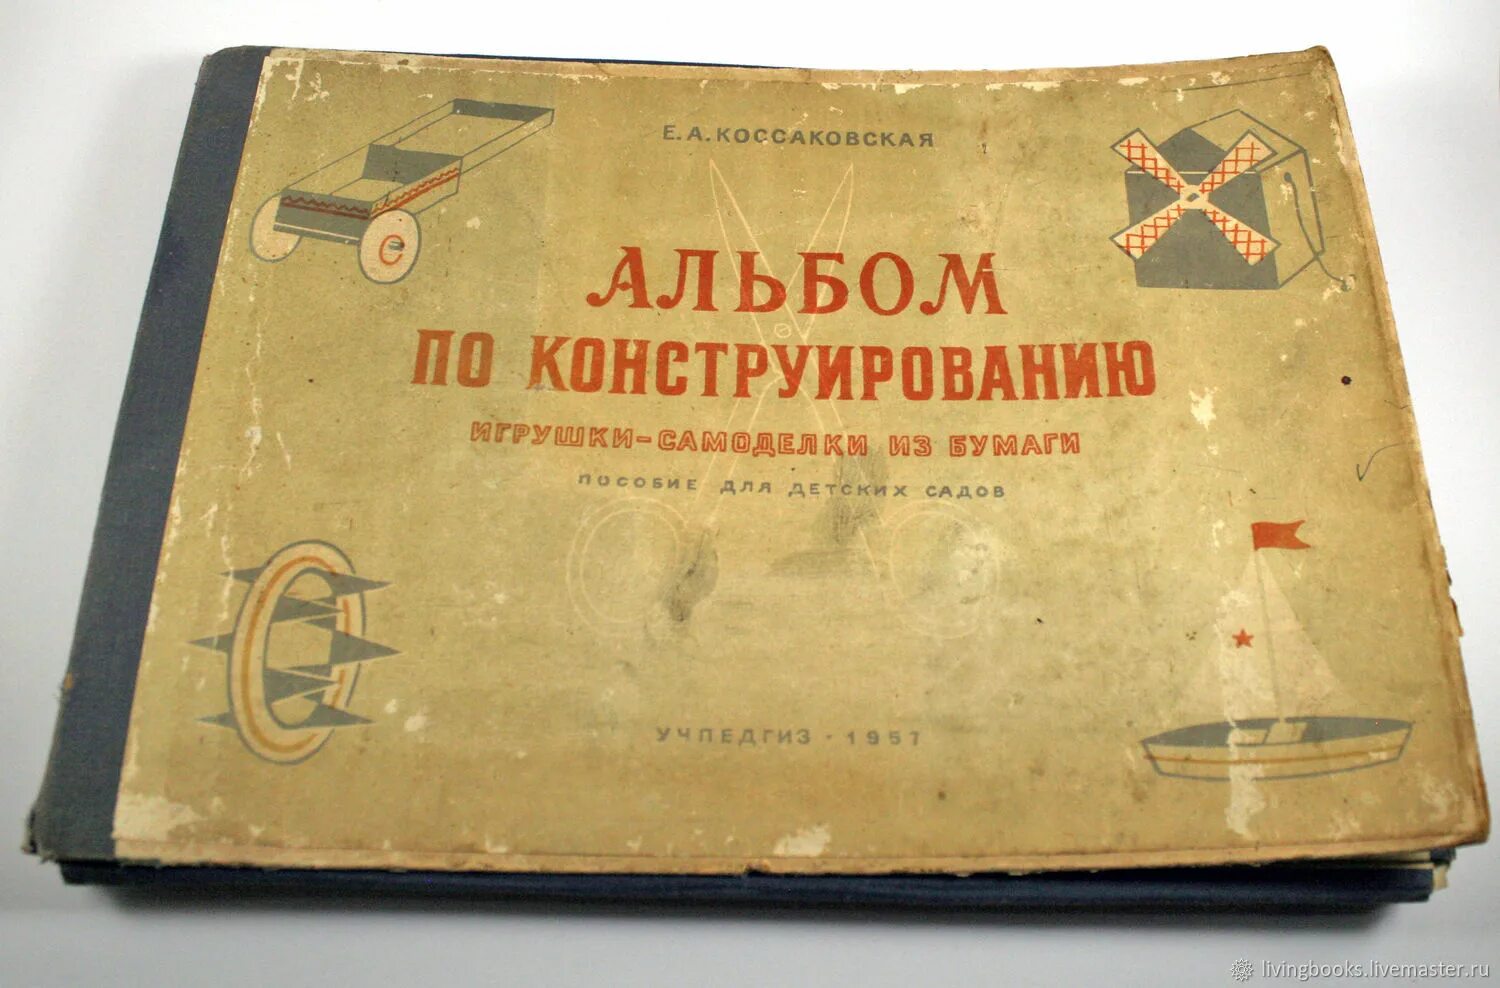 Е. А. КОССАКОВСКАЯ
АЛЬБОМ
ПО КОНСТРУИРОВАНИЮ
ИГРУШКИ-САМОДЕЛКИ ИЗ БУМАГИ
ПОСОБИЕ ДЛЯ ДЕТСКИХ САДОВ
УЧПЕДГИЗ · 1957
livingbooks.livemaster.ru